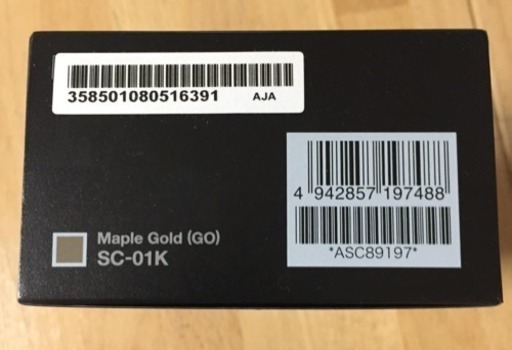 358501080516391 AJA
4 942857 197488
*ASC89197*
Maple Gold (GO)
SC-01K